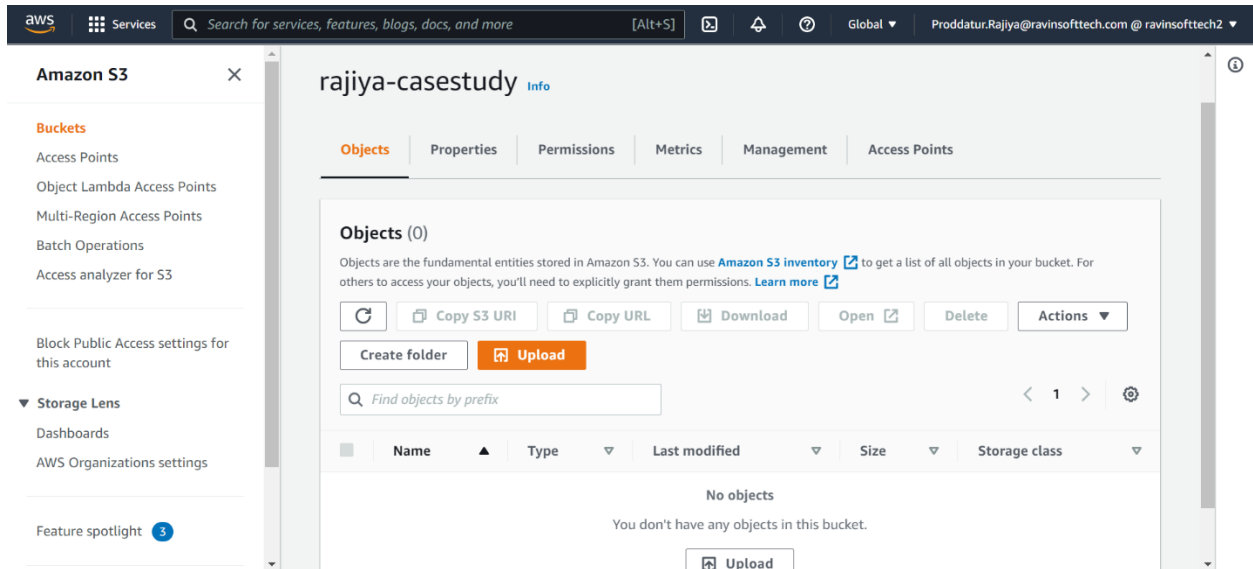 aws Services Search for services, features, blogs, docs, and more [Alt+S] Global Proddatur.Rajiya@ravinsofttech.com @ ravinsofttech2
Amazon S3
Buckets
Access Points
Object Lambda Access Points
Multi-Region Access Points
Batch Operations
Access analyzer for S3
Block Public Access settings for
this account
Storage Lens
Dashboards
AWS Organizations settings
Feature spotlight 3
rajiya-casestudy Info
Objects Properties Permissions Metrics Management Access Points
Objects (0)
Objects are the fundamental entities stored in Amazon S3. You can use Amazon S3 inventory to get a list of all objects in your bucket. For
others to access your objects, you'll need to explicitly grant them permissions. Learn more
Copy S3 URI Copy URL Download Open Delete Actions
Create folder Upload
Find objects by prefix 1
Name Type Last modified Size Storage class
No objects
You don't have any objects in this bucket.
Upload